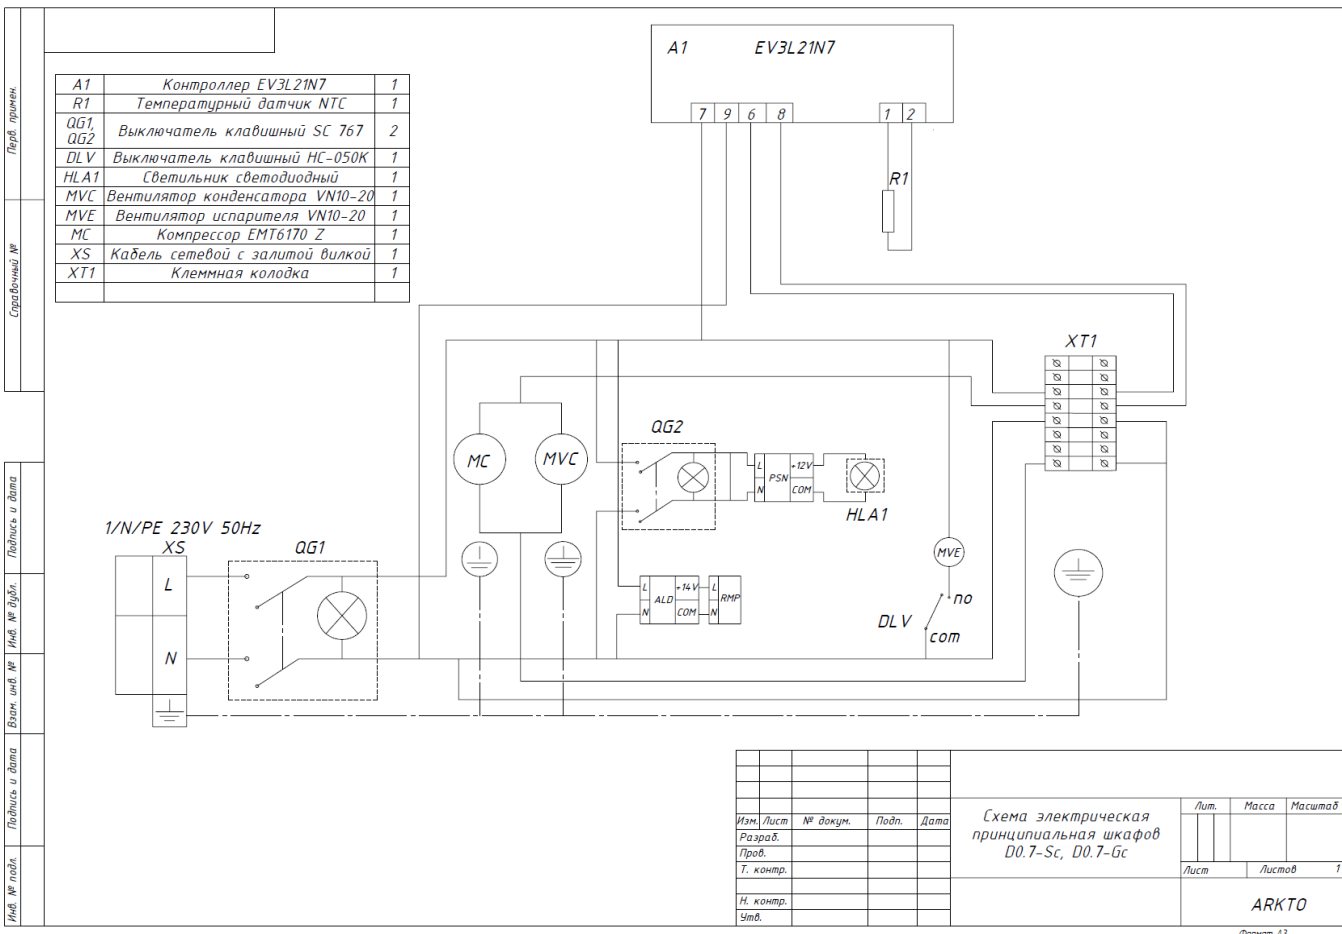 Перв. примен.
Справочный №
Подпись и дата
Инв. № дубл.
Взам. инв. №
Подпись и дата
Инв. № подл.
A1 Контроллер EV3L21N7 1
R1 Температурный датчик NTC 1
QG1, QG2 Выключатель клавишный SC 767 2
DLV Выключатель клавишный HC-050K 1
HLA1 Светильник светодиодный 1
MVC Вентилятор конденсатора VN10-20 1
MVE Вентилятор испарителя VN10-20 1
MC Компрессор EMT6170 Z 1
XS Кабель сетевой с залитой вилкой 1
XT1 Клеммная колодка 1
A1 EV3L21N7
7 9 6 8 1 2
R1
XT1
QG2
MC MVC
L PSN +12V
N COM
HLA1
1/N/PE 230V 50Hz
XS
QG1
L
N
L ALD +14V L RMP
N COM N
MVE
no
DLV
com
Изм. Лист № докум. Подп. Дата
Разраб.
Пров.
Т. контр.
Н. контр.
Утв.
Схема электрическая
принципиальная шкафов
D0.7-Sc, D0.7-Gc
Лит. Масса Масштаб
Лист Листов 1
ARKTO
Формат А3